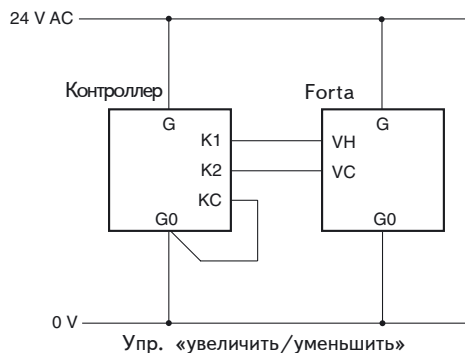 24 V AC
Контроллер
Forta
G
G
K1
VH
K2
VC
KC
G0
G0
0 V
Упр. «увеличить/уменьшить»